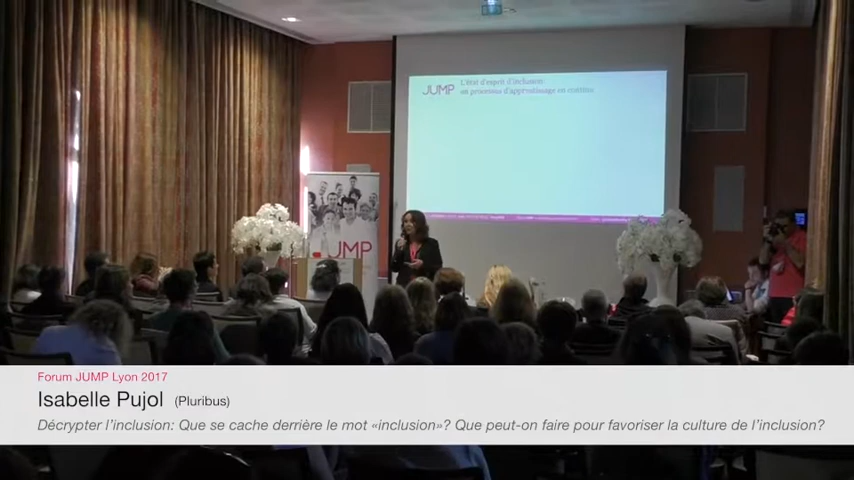 JUMP
L'état d'esprit d'inclusion:
un processus d'apprentissage en continu
JUMP
Forum JUMP Lyon 2017
Isabelle Pujol (Pluribus)
Décrypter l'inclusion: Que se cache derrière le mot «inclusion»? Que peut-on faire pour favoriser la culture de l'inclusion?